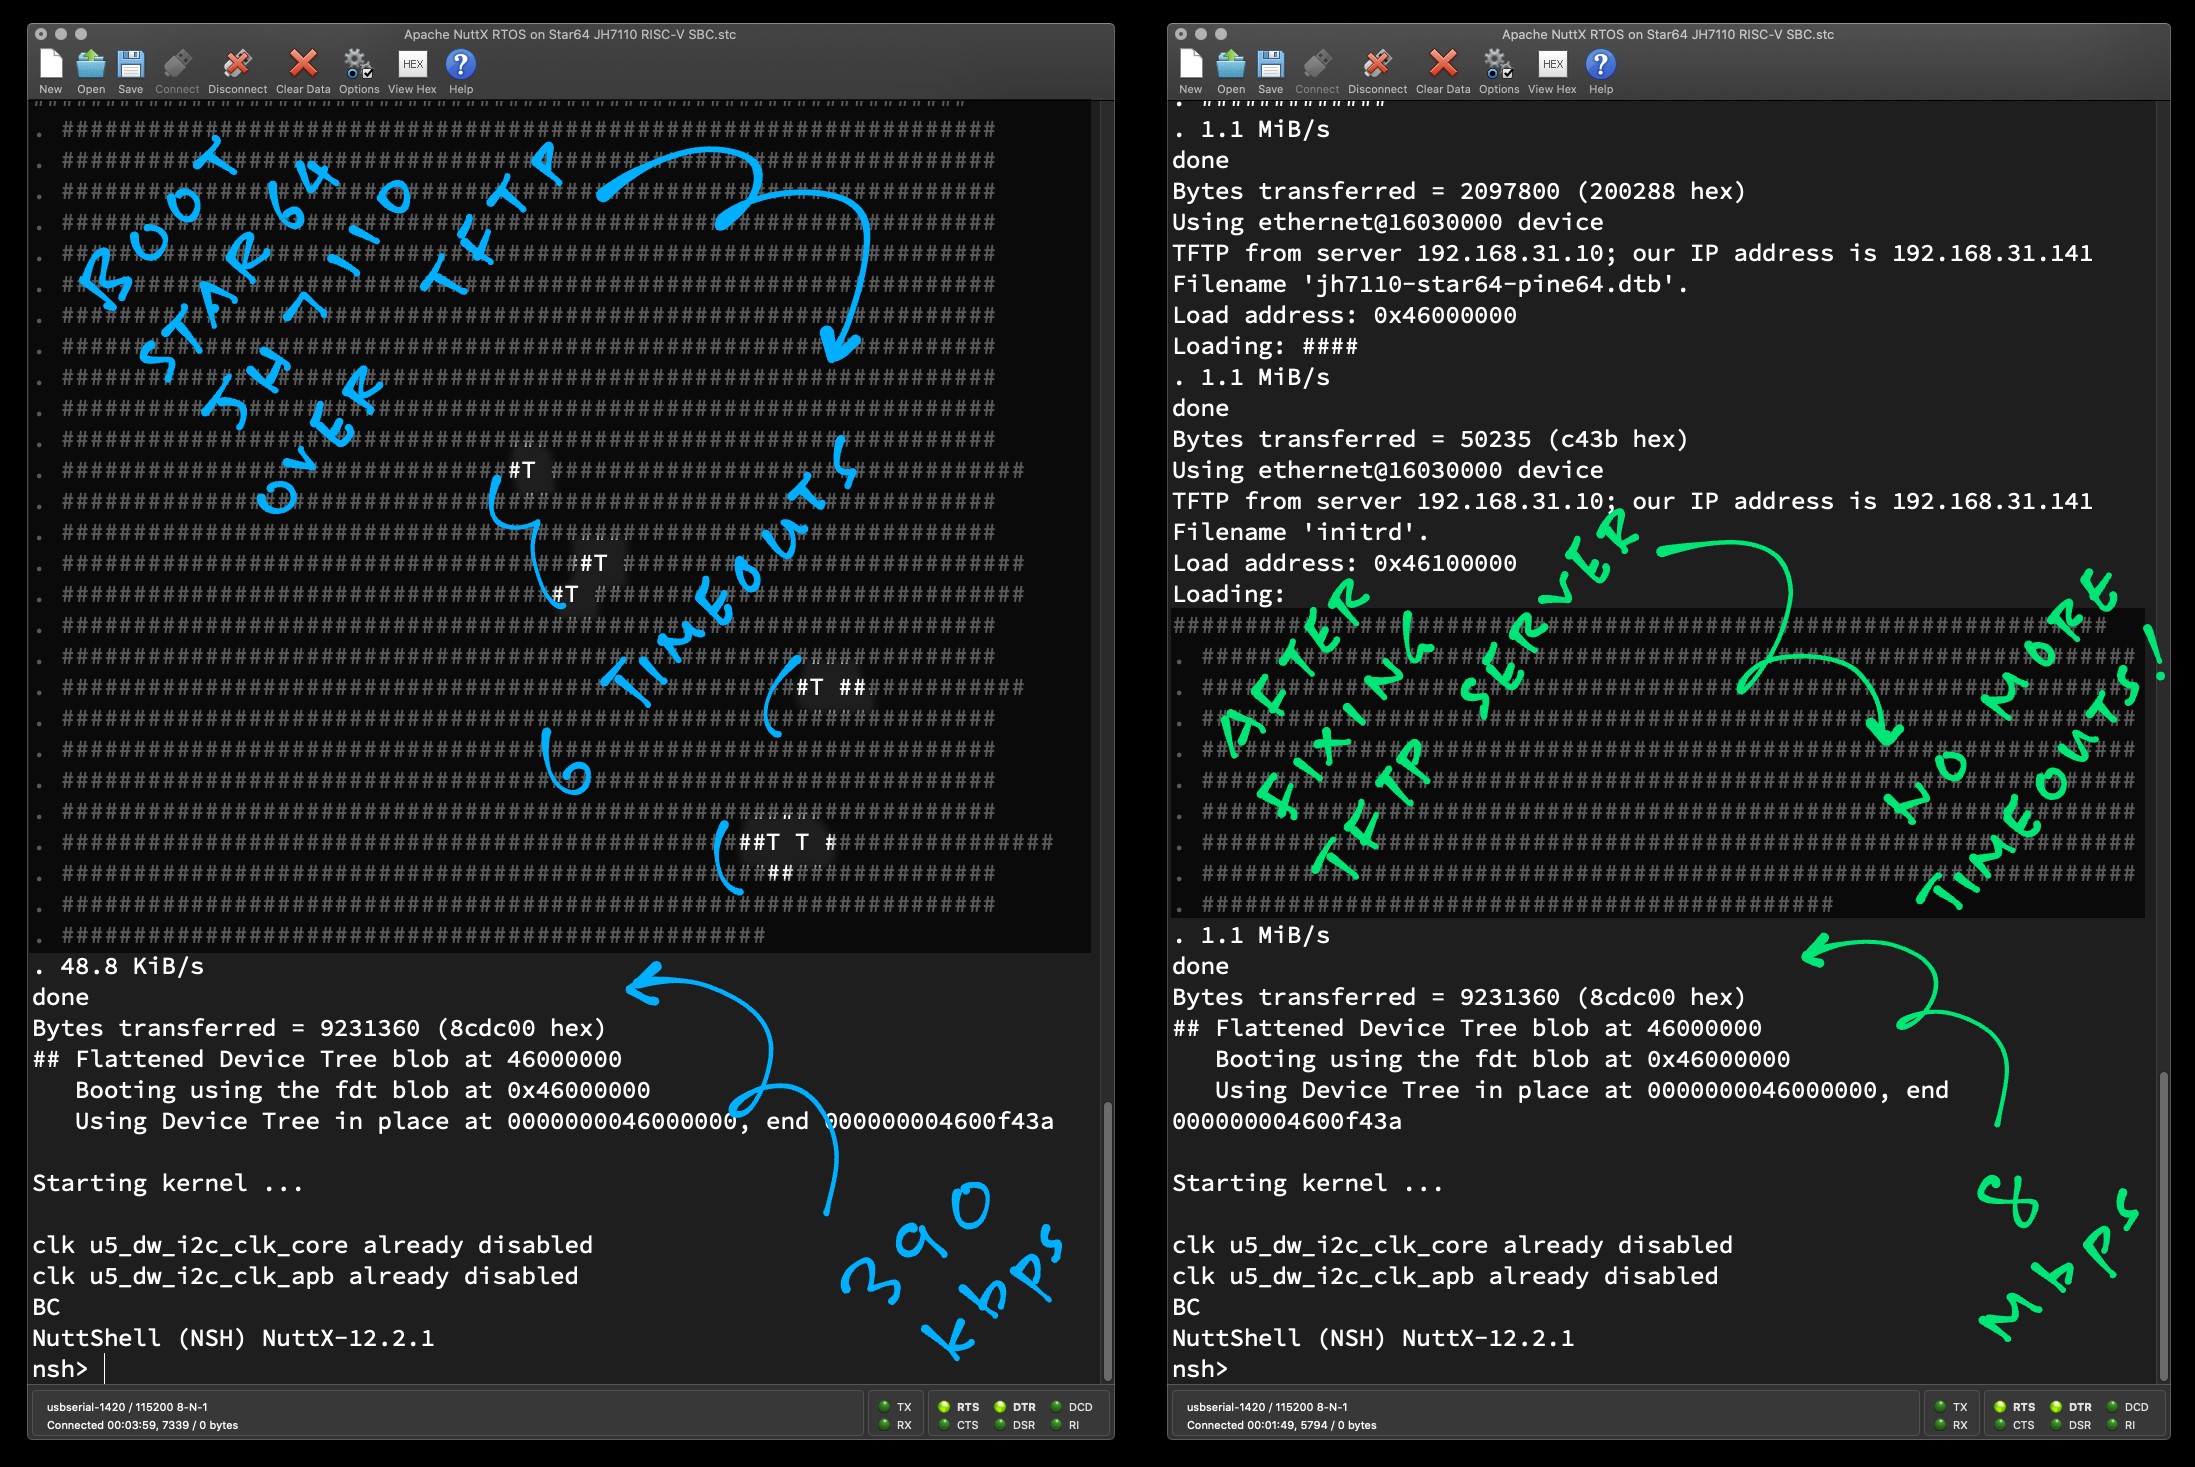 Apache NuttX RTOS on Star64 JH7110 RISC-V SBC.stc
New Open Save Connect Disconnect Clear Data Options View Hex Help
. #################################################################
. #################################################################
. #################################################################
. #################################################################
. #################################################################
. #################################################################
. #################################################################
. #################################################################
. #################################################################
. #################################################################
. #################################################################
. ################################T #################################
. #################################################################
. #################################################################
. #####################################T ############################
. ###################################T ##############################
. #################################################################
. #################################################################
. ####################################################T #############
. #################################################################
. #################################################################
. #################################################################
. #################################################################
. #################################################T T ################
. #################################################################
. #################################################################
. #################################################
BOOT
STAR64
JH7110
OVER TFTP
6 TIMEOUTS
. 48.8 KiB/s
done
Bytes transferred = 9231360 (8cdc00 hex)
## Flattened Device Tree blob at 46000000
Booting using the fdt blob at 0x46000000
Using Device Tree in place at 0000000046000000, end 000000004600f43a
Starting kernel ...
clk u5_dw_i2c_clk_core already disabled
clk u5_dw_i2c_clk_apb already disabled
BC
NuttShell (NSH) NuttX-12.2.1
nsh>
390
kbps
usbserial-1420 / 115200 8-N-1
Connected 00:03:59, 7339 / 0 bytes
TX RTS DTR DCD
RX CTS DSR RI
Apache NuttX RTOS on Star64 JH7110 RISC-V SBC.stc
New Open Save Connect Disconnect Clear Data Options View Hex Help
. 1.1 MiB/s
done
Bytes transferred = 2097800 (200288 hex)
Using ethernet@16030000 device
TFTP from server 192.168.31.10; our IP address is 192.168.31.141
Filename 'jh7110-star64-pine64.dtb'.
Load address: 0x46000000
Loading: ####
. 1.1 MiB/s
done
Bytes transferred = 50235 (c43b hex)
Using ethernet@16030000 device
TFTP from server 192.168.31.10; our IP address is 192.168.31.141
Filename 'initrd'.
Load address: 0x46100000
Loading:
#################################################################
. #################################################################
. #################################################################
. #################################################################
. #################################################################
. #################################################################
. #################################################################
. #################################################################
. #################################################################
. ############################################
AFTER
FIXING
TFTP SERVER
NO MORE
TIMEOUTS!
. 1.1 MiB/s
done
Bytes transferred = 9231360 (8cdc00 hex)
## Flattened Device Tree blob at 46000000
Booting using the fdt blob at 0x46000000
Using Device Tree in place at 0000000046000000, end
000000004600f43a
Starting kernel ...
clk u5_dw_i2c_clk_core already disabled
clk u5_dw_i2c_clk_apb already disabled
BC
NuttShell (NSH) NuttX-12.2.1
nsh>
8
Mbps
usbserial-1420 / 115200 8-N-1
Connected 00:01:49, 5794 / 0 bytes
TX RTS DTR DCD
RX CTS DSR RI